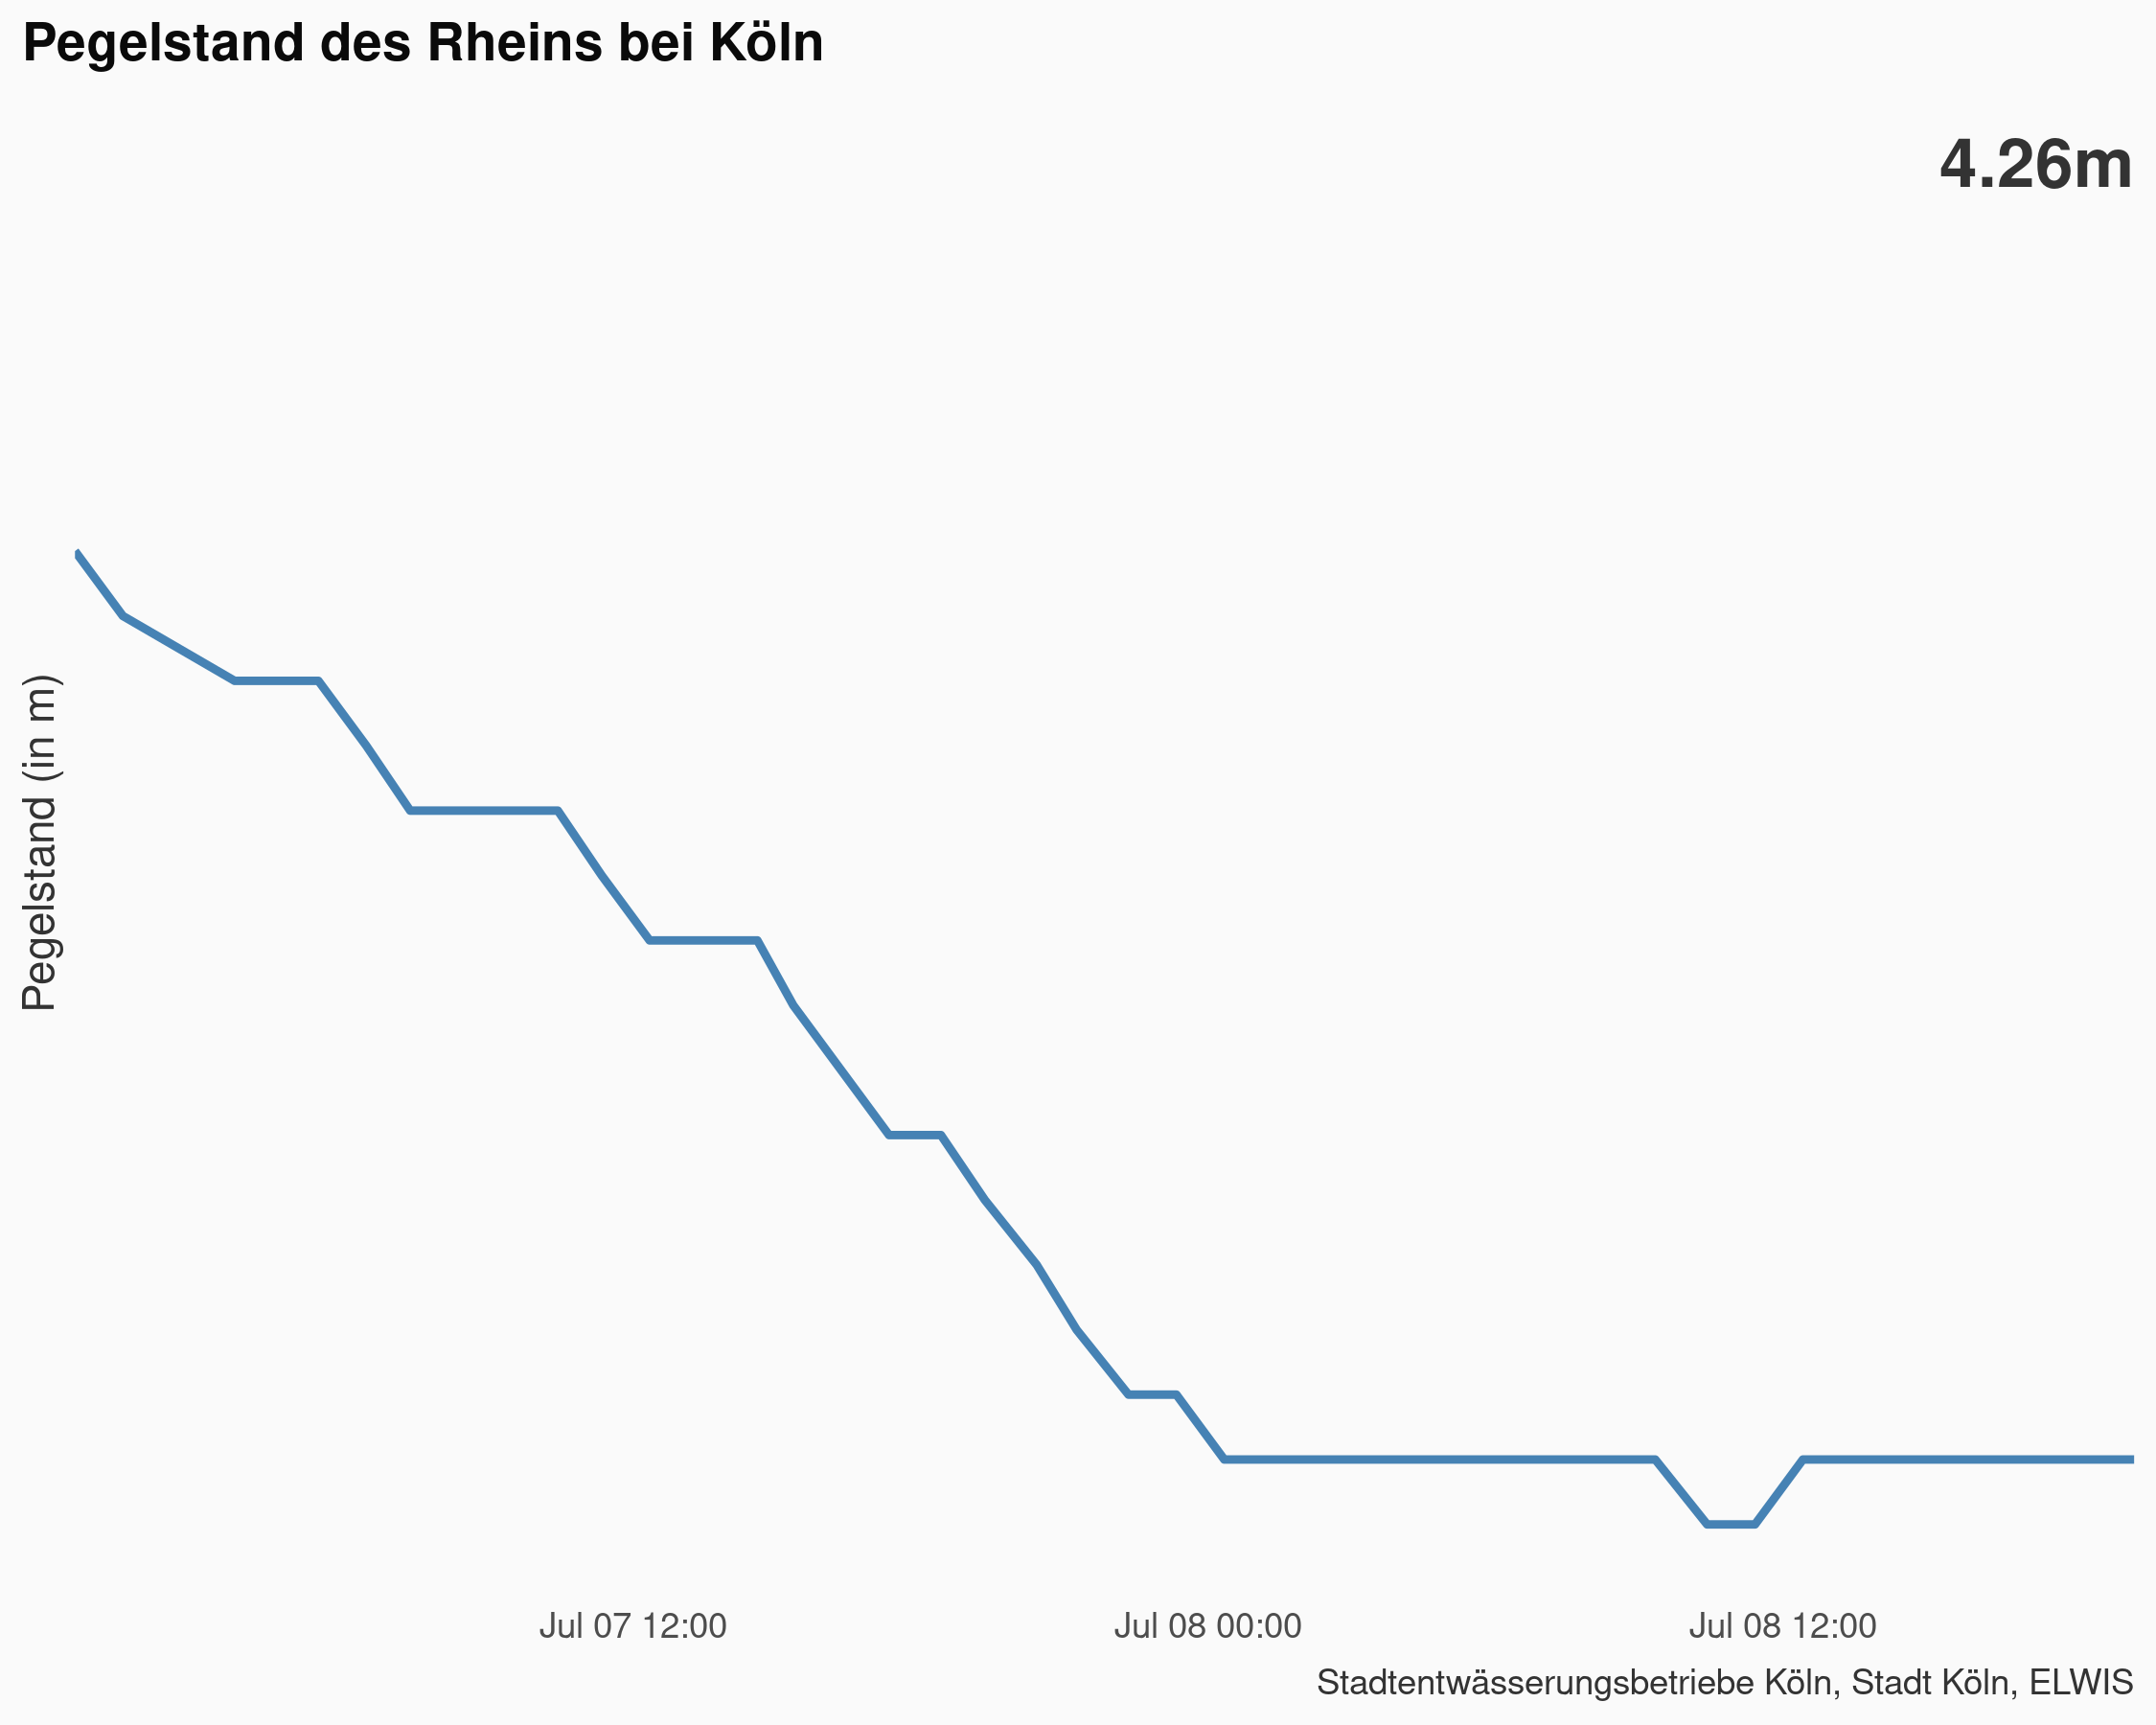 Pegelstand des Rheins bei Köln
4.26m
Pegelstand (in m)
Jul 07 12:00
Jul 08 00:00
Jul 08 12:00
Stadtentwässerungsbetriebe Köln, Stadt Köln, ELWIS